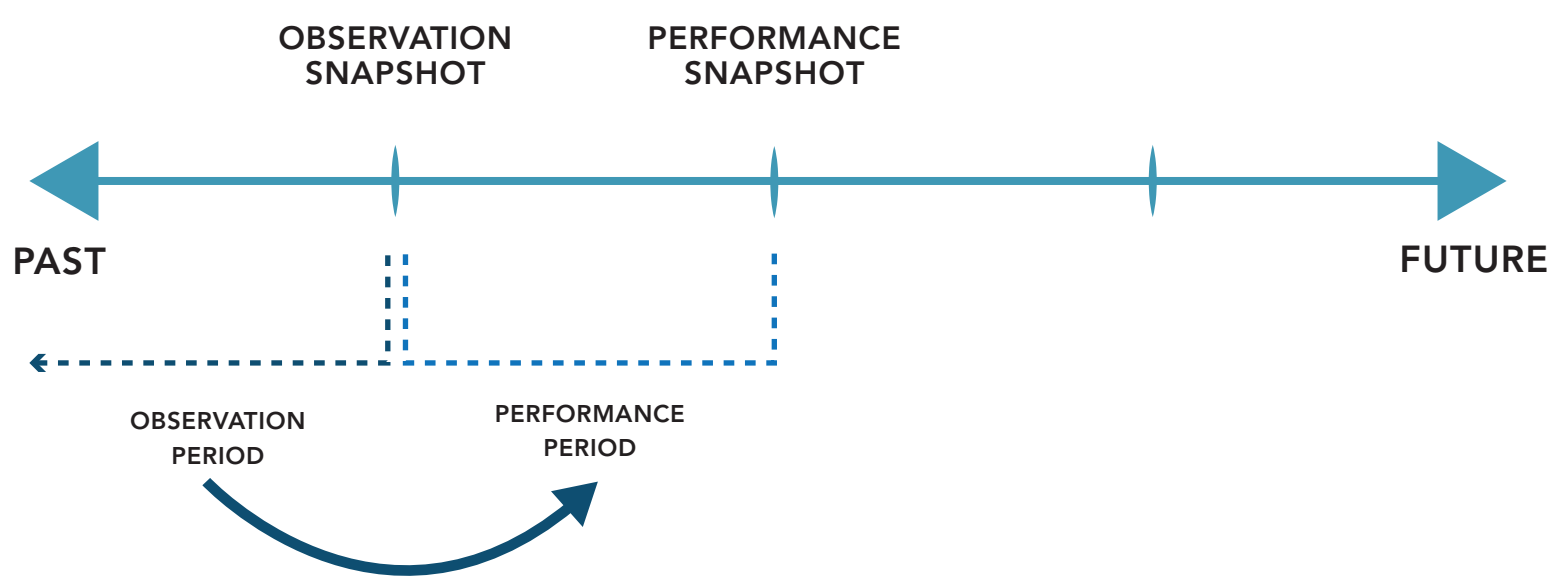 OBSERVATION
SNAPSHOT
PERFORMANCE
SNAPSHOT
PAST
FUTURE
OBSERVATION
PERIOD
PERFORMANCE
PERIOD